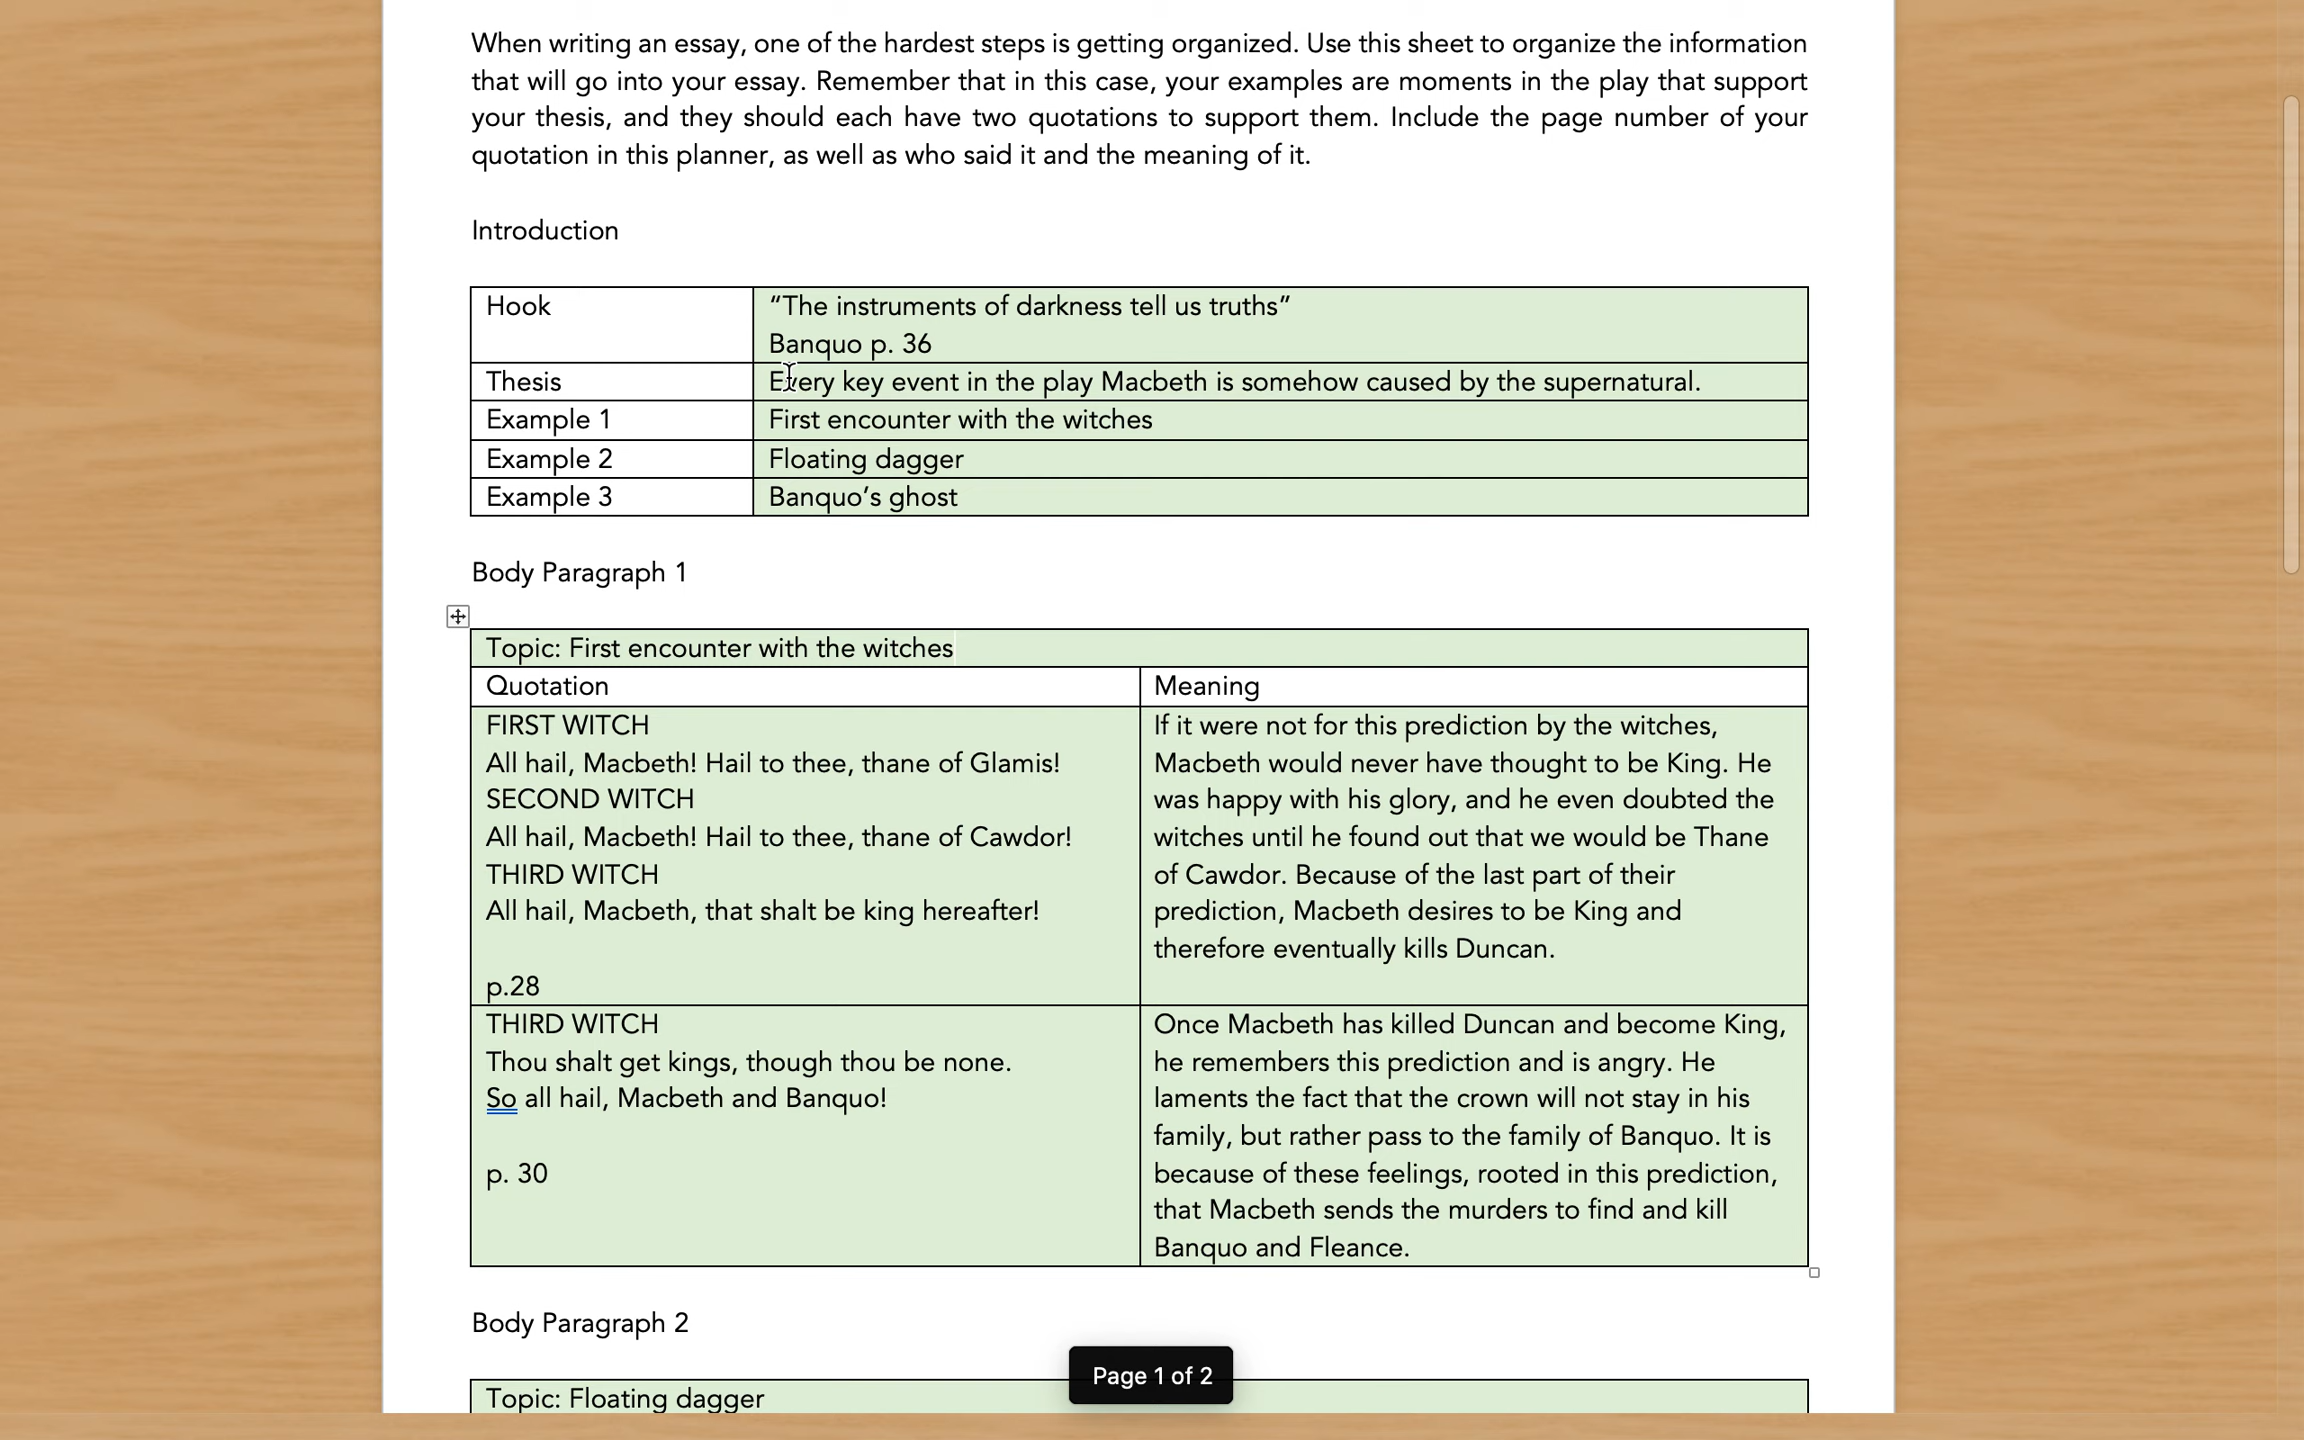 When writing an essay, one of the hardest steps is getting organized. Use this sheet to organize the information
that will go into your essay. Remember that in this case, your examples are moments in the play that support
your thesis, and they should each have two quotations to support them. Include the page number of your
quotation in this planner, as well as who said it and the meaning of it.
Introduction
Hook
“The instruments of darkness tell us truths”
Banquo p. 36
Thesis
Every key event in the play Macbeth is somehow caused by the supernatural.
Example 1
First encounter with the witches
Example 2
Floating dagger
Example 3
Banquo’s ghost
Body Paragraph 1
Topic: First encounter with the witches
Quotation
Meaning
FIRST WITCH
All hail, Macbeth! Hail to thee, thane of Glamis!
SECOND WITCH
All hail, Macbeth! Hail to thee, thane of Cawdor!
THIRD WITCH
All hail, Macbeth, that shalt be king hereafter!
p.28
If it were not for this prediction by the witches,
Macbeth would never have thought to be King. He
was happy with his glory, and he even doubted the
witches until he found out that we would be Thane
of Cawdor. Because of the last part of their
prediction, Macbeth desires to be King and
therefore eventually kills Duncan.
THIRD WITCH
Thou shalt get kings, though thou be none.
So all hail, Macbeth and Banquo!
p. 30
Once Macbeth has killed Duncan and become King,
he remembers this prediction and is angry. He
laments the fact that the crown will not stay in his
family, but rather pass to the family of Banquo. It is
because of these feelings, rooted in this prediction,
that Macbeth sends the murders to find and kill
Banquo and Fleance.
Body Paragraph 2
Topic: Floating dagger
Page 1 of 2